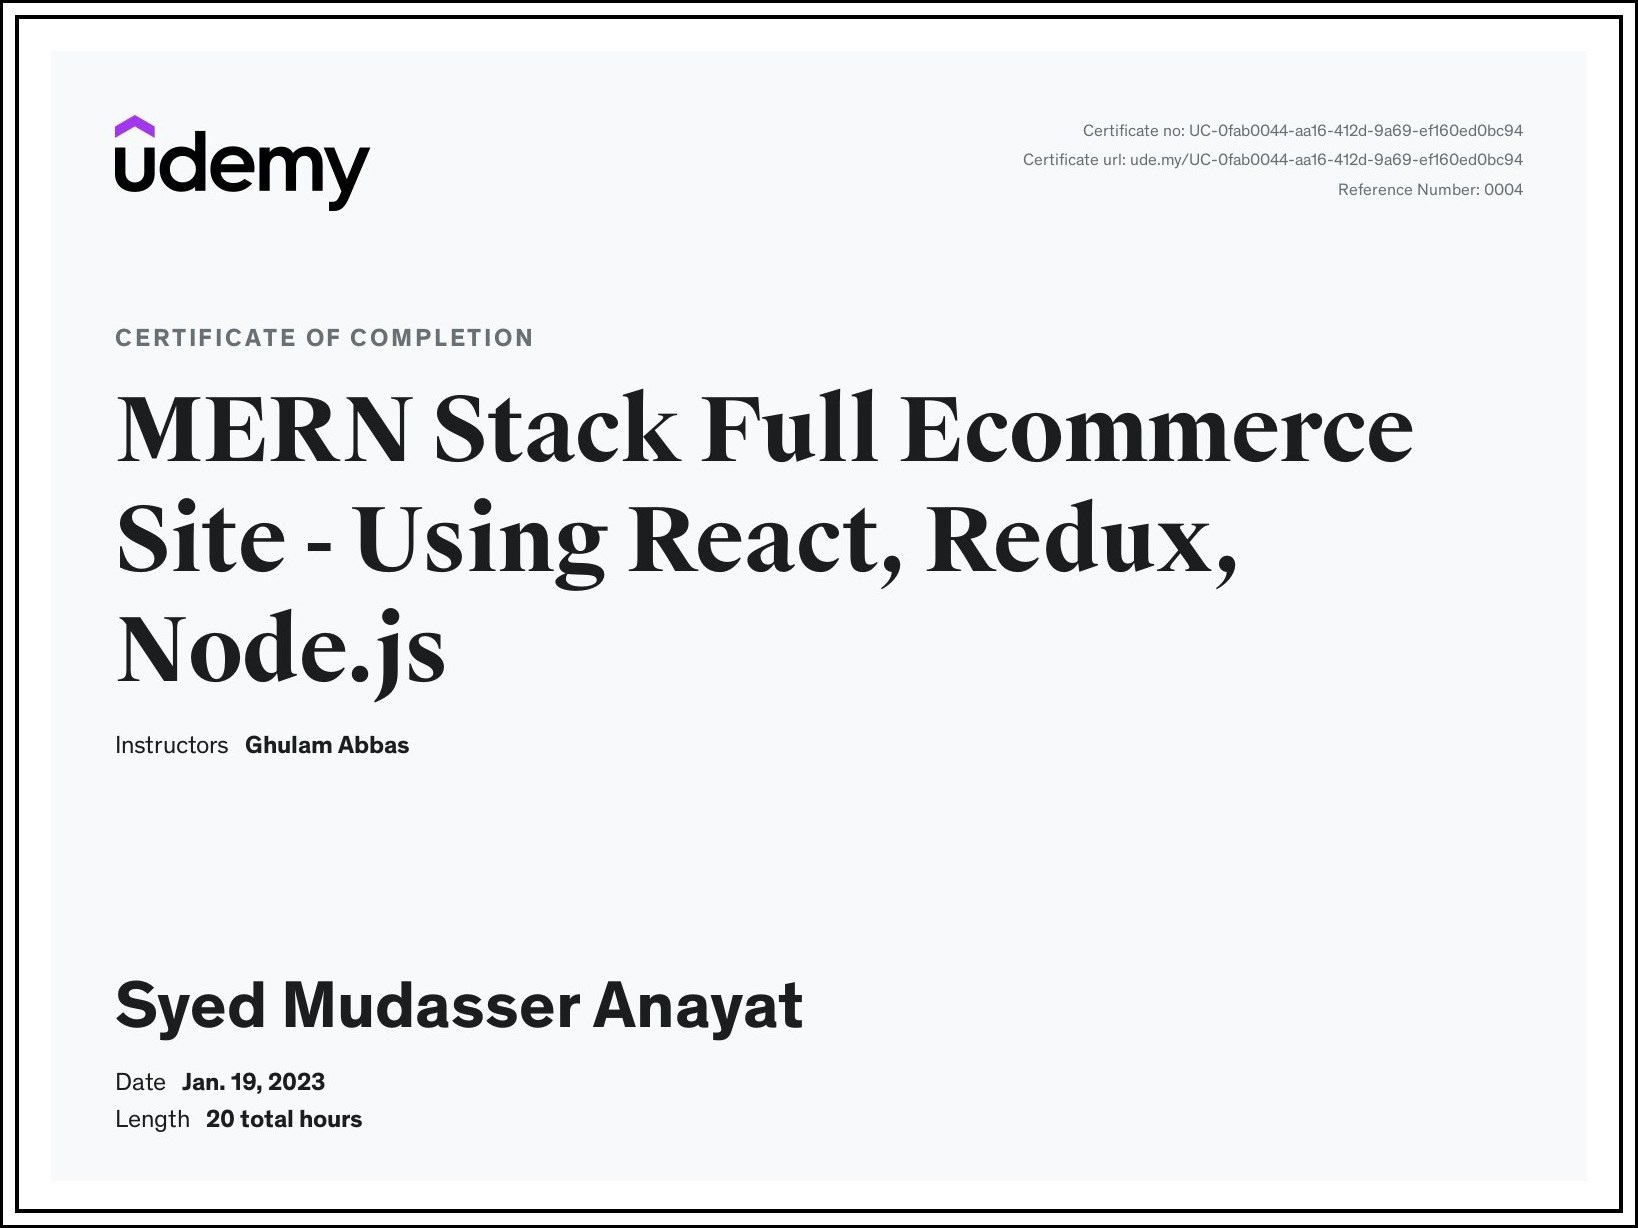 udemy
Certificate no: UC-0fab0044-aa16-412d-9a69-ef160ed0bc94
Certificate url: ude.my/UC-0fab0044-aa16-412d-9a69-ef160ed0bc94
Reference Number: 0004
CERTIFICATE OF COMPLETION
MERN Stack Full Ecommerce
Site - Using React, Redux,
Node.js
Instructors Ghulam Abbas
Syed Mudasser Anayat
Date Jan. 19, 2023
Length 20 total hours